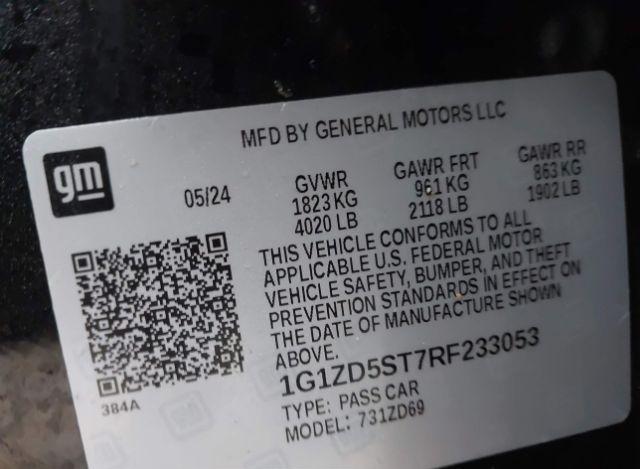 MFD BY GENERAL MOTORS LLC
gm
05/24
GVWR
1823 KG
4020 LB
GAWR FRT
961 KG
2118 LB
GAWR RR
863 KG
1902 LB
THIS VEHICLE CONFORMS TO ALL
APPLICABLE U.S. FEDERAL MOTOR
VEHICLE SAFETY, BUMPER, AND THEFT
PREVENTION STANDARDS IN EFFECT ON
THE DATE OF MANUFACTURE SHOWN
ABOVE.
1G1ZD5ST7RF233053
384A
TYPE: PASS CAR
MODEL: 731ZD69